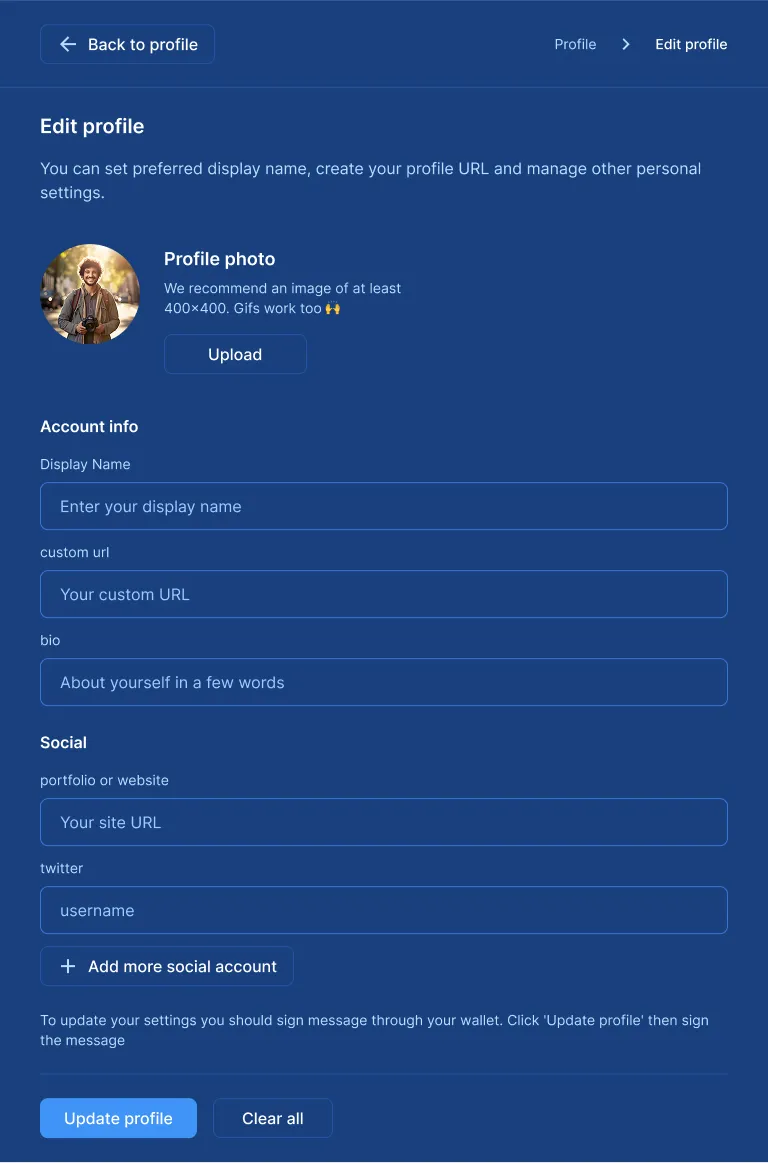 Back to profile
Profile
Edit profile
Edit profile
You can set preferred display name, create your profile URL and manage other personal
settings.
Profile photo
We recommend an image of at least
400×400. Gifs work too 🙌
Upload
Account info
Display Name
Enter your display name
custom url
Your custom URL
bio
About yourself in a few words
Social
portfolio or website
Your site URL
twitter
username
Add more social account
To update your settings you should sign message through your wallet. Click 'Update profile' then sign
the message
Update profile
Clear all